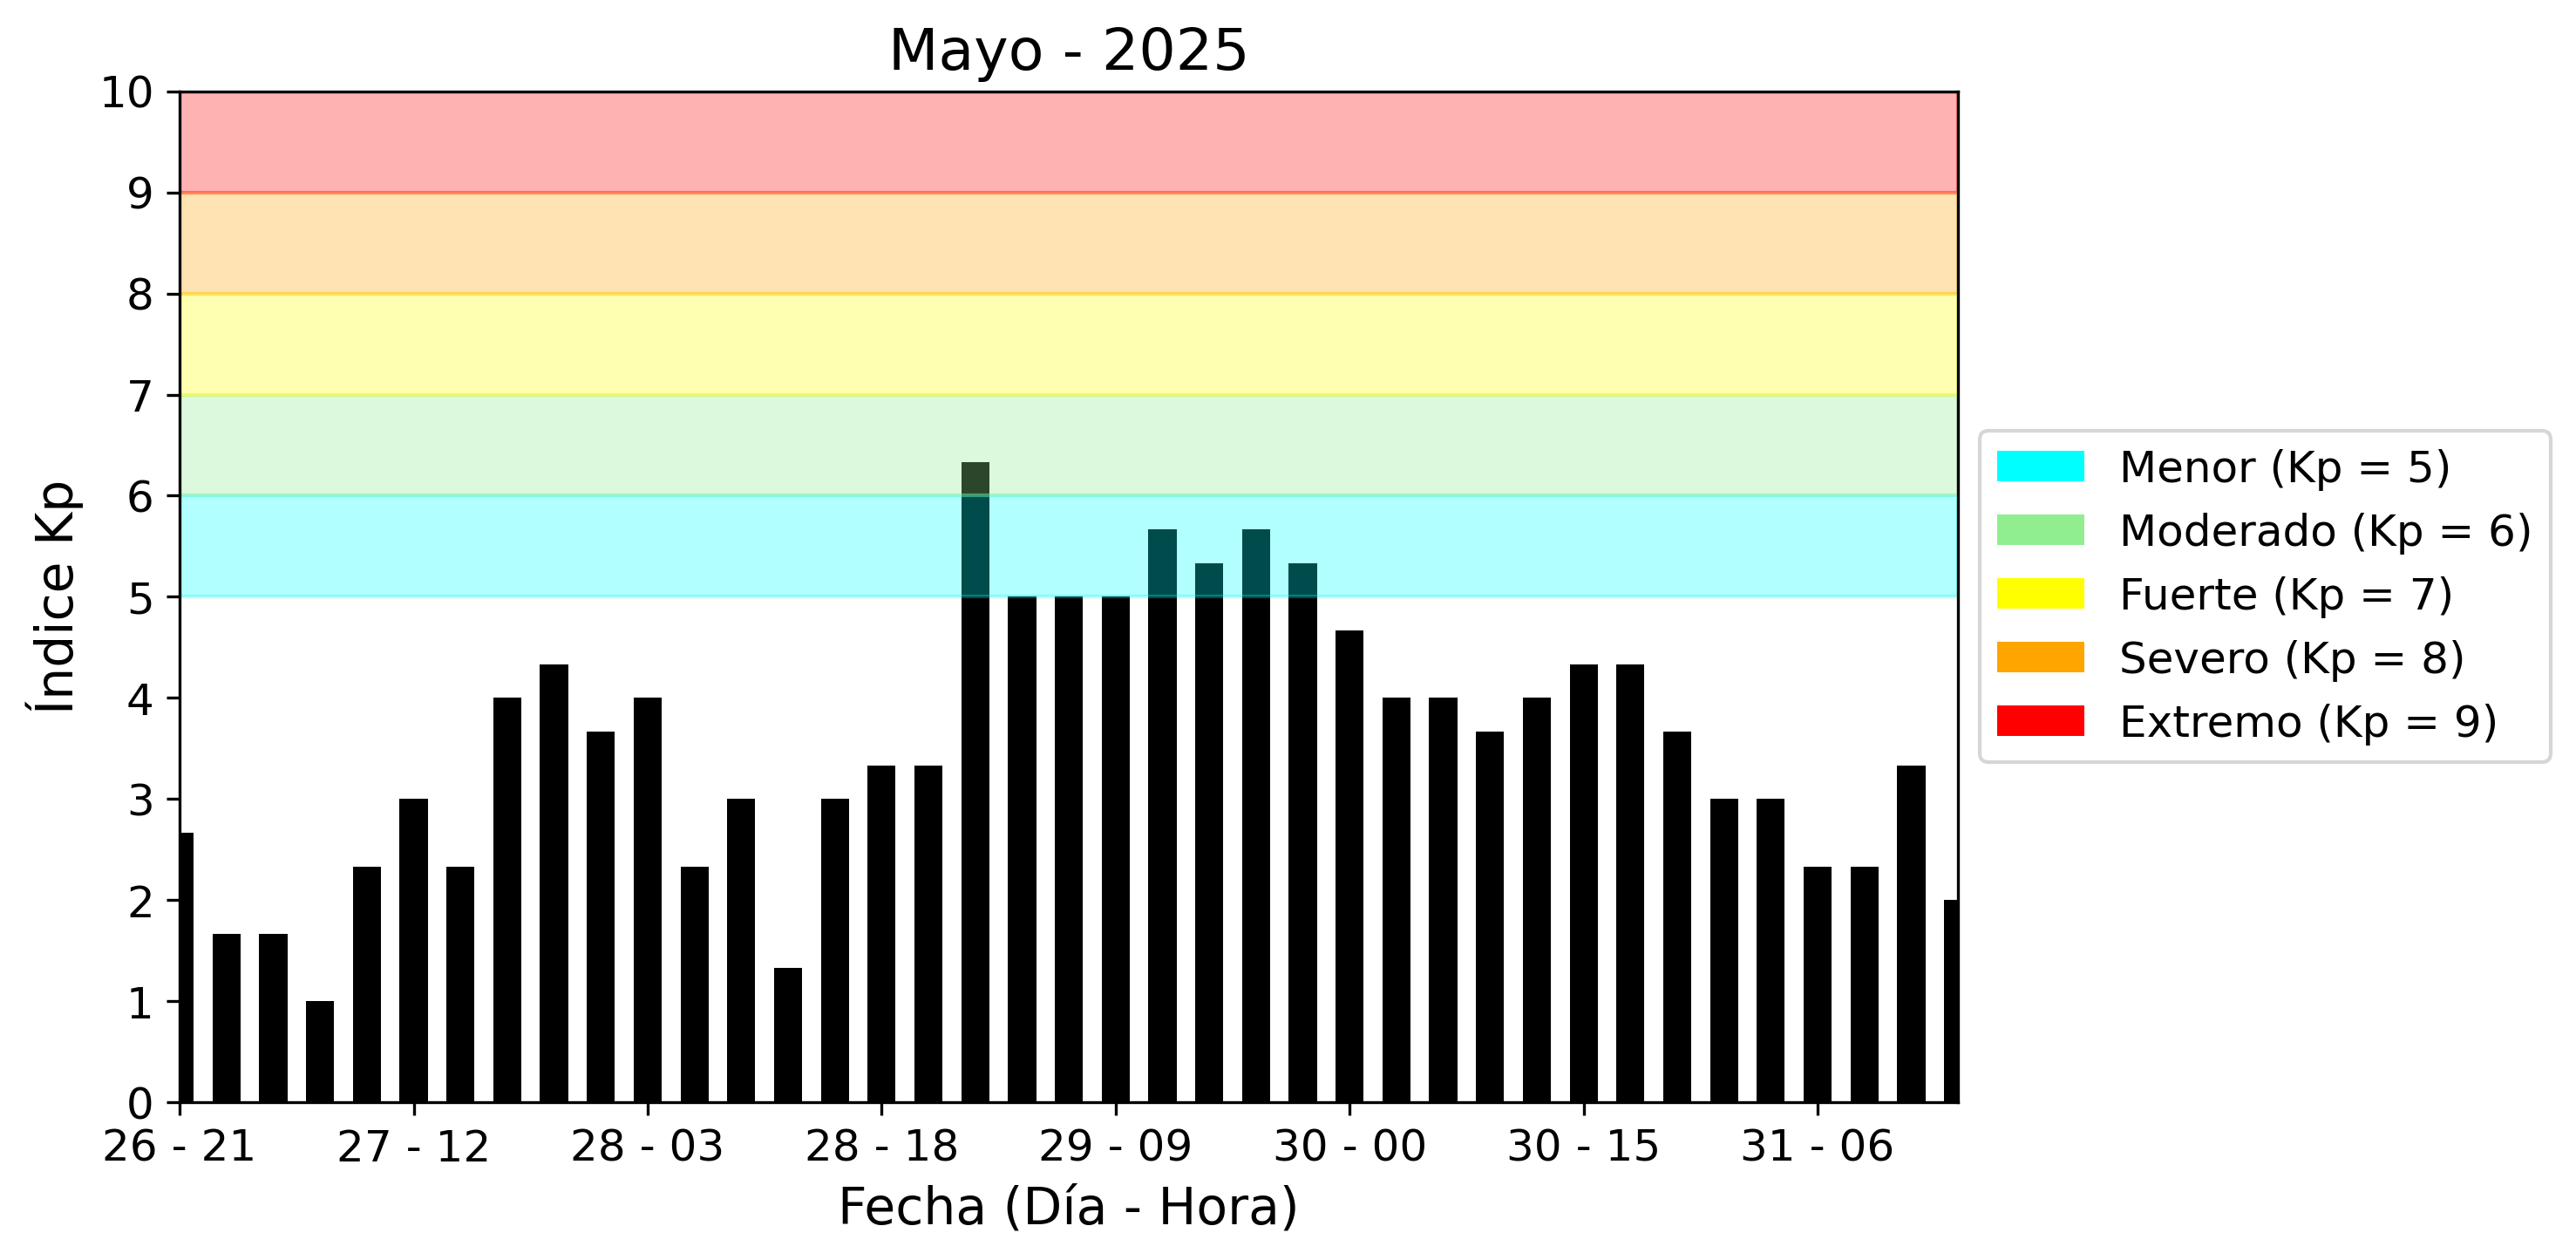 Mayo - 2025
10
9
8
7
6
5
4
3
2
1
0
Índice Kp
26 - 21 27 - 12 28 - 03 28 - 18 29 - 09 30 - 00 30 - 15 31 - 06
Fecha (Día - Hora)
Menor (Kp = 5)
Moderado (Kp = 6)
Fuerte (Kp = 7)
Severo (Kp = 8)
Extremo (Kp = 9)